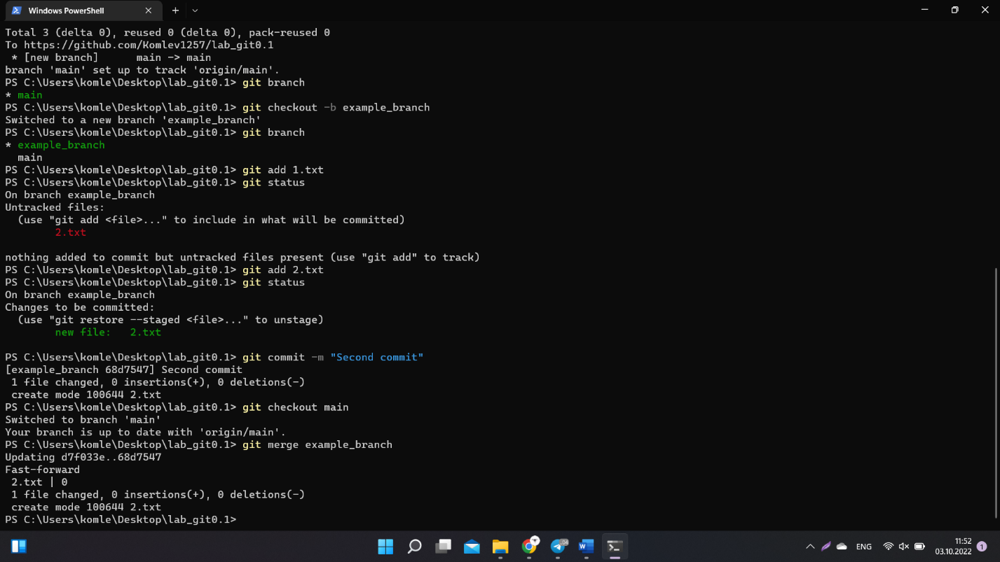 Windows PowerShell
Total 3 (delta 0), reused 0 (delta 0), pack-reused 0
To https://github.com/Komlev1257/lab_git0.1
 * [new branch]      main -> main
branch 'main' set up to track 'origin/main'.
PS C:\Users\komle\Desktop\lab_git0.1> git branch
* main
PS C:\Users\komle\Desktop\lab_git0.1> git checkout -b example_branch
Switched to a new branch 'example_branch'
PS C:\Users\komle\Desktop\lab_git0.1> git branch
* example_branch
  main
PS C:\Users\komle\Desktop\lab_git0.1> git add 1.txt
PS C:\Users\komle\Desktop\lab_git0.1> git status
On branch example_branch
Untracked files:
  (use "git add <file>..." to include in what will be committed)
        2.txt
nothing added to commit but untracked files present (use "git add" to track)
PS C:\Users\komle\Desktop\lab_git0.1> git add 2.txt
PS C:\Users\komle\Desktop\lab_git0.1> git status
On branch example_branch
Changes to be committed:
  (use "git restore --staged <file>..." to unstage)
        new file:   2.txt
PS C:\Users\komle\Desktop\lab_git0.1> git commit -m "Second commit"
[example_branch 68d7547] Second commit
 1 file changed, 0 insertions(+), 0 deletions(-)
 create mode 100644 2.txt
PS C:\Users\komle\Desktop\lab_git0.1> git checkout main
Switched to branch 'main'
Your branch is up to date with 'origin/main'.
PS C:\Users\komle\Desktop\lab_git0.1> git merge example_branch
Updating d7f033e..68d7547
Fast-forward
 2.txt | 0
 1 file changed, 0 insertions(+), 0 deletions(-)
 create mode 100644 2.txt
PS C:\Users\komle\Desktop\lab_git0.1>
ENG
11:52
03.10.2022
1